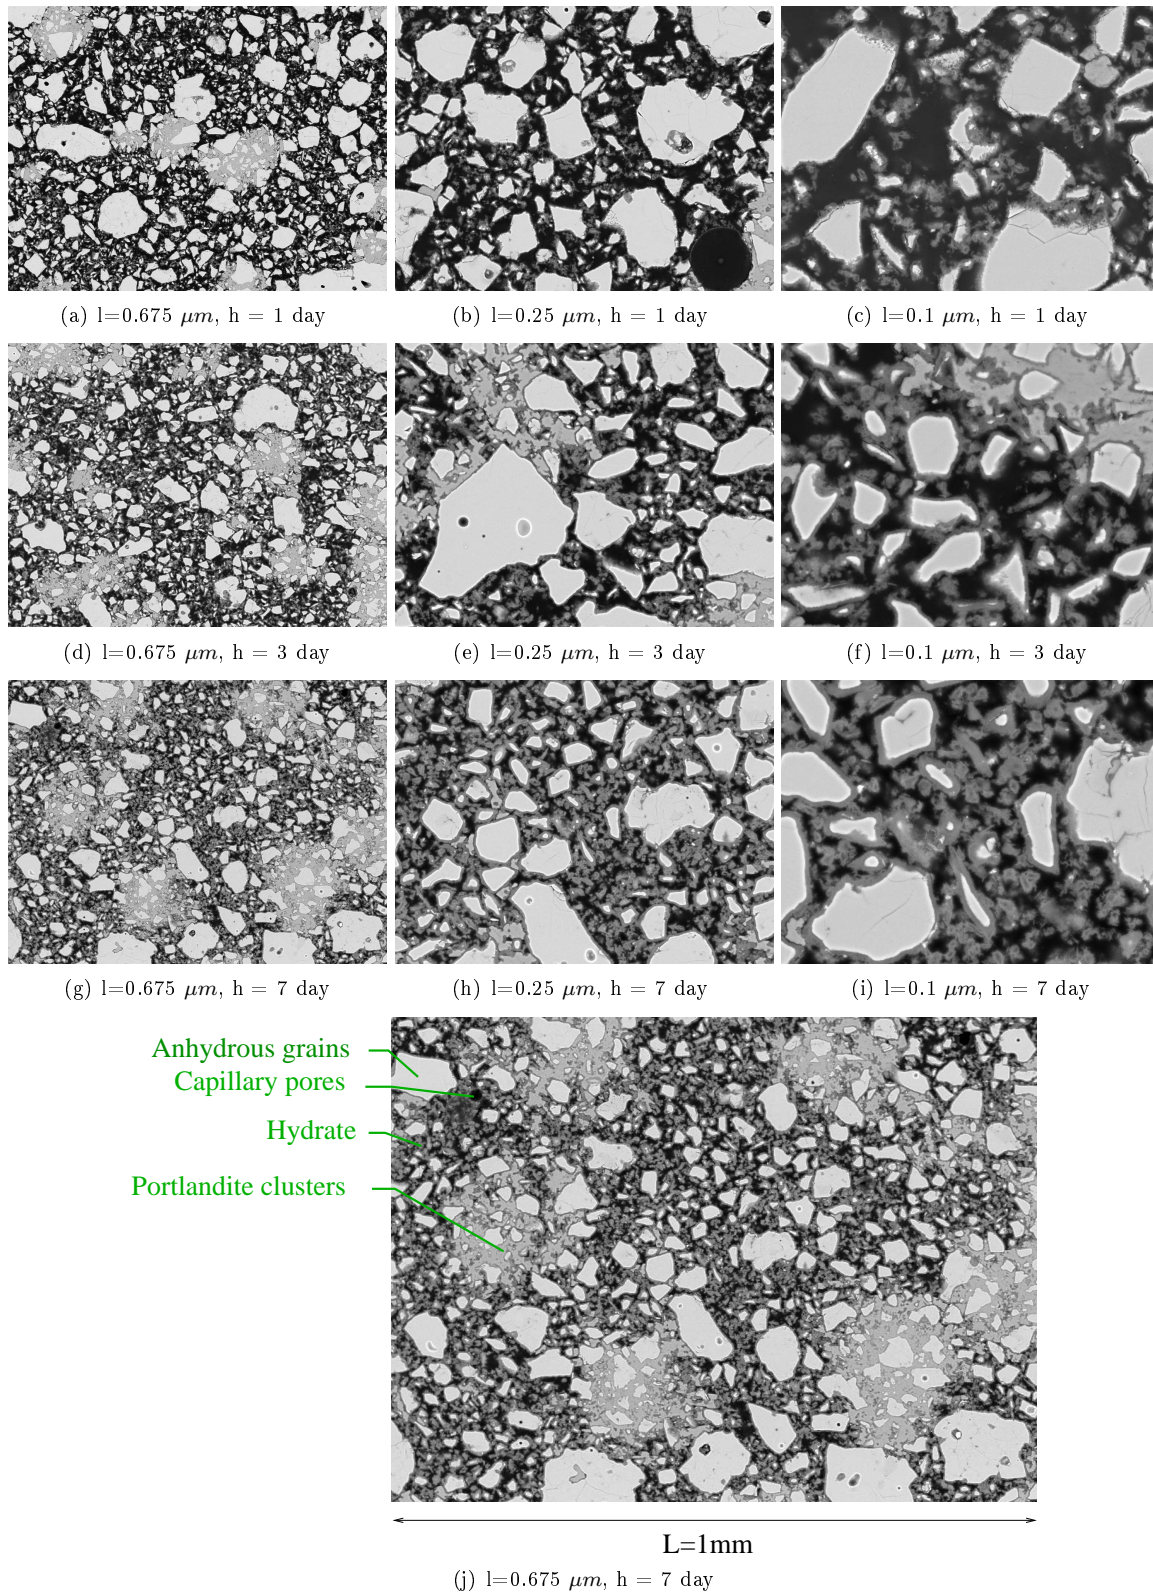 (a) l=0.675 μm, h = 1 day
(b) l=0.25 μm, h = 1 day
(c) l=0.1 μm, h = 1 day
(d) l=0.675 μm, h = 3 day
(e) l=0.25 μm, h = 3 day
(f) l=0.1 μm, h = 3 day
(g) l=0.675 μm, h = 7 day
(h) l=0.25 μm, h = 7 day
(i) l=0.1 μm, h = 7 day
Anhydrous grains
Capillary pores
Hydrate
Portlandite clusters
L=1mm
(j) l=0.675 μm, h = 7 day